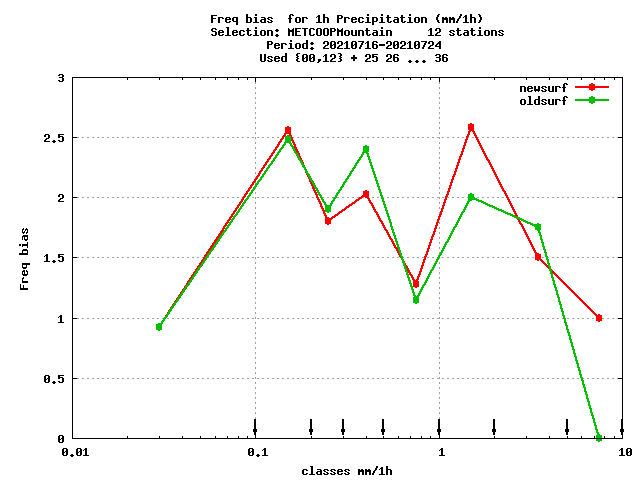 Freq bias  for 1h Precipitation (mm/1h)
Selection: METCOOPMountain     12 stations
Period: 20210716-20210724
Used {00,12} + 25 26 ... 36
3
newsurf
oldsurf
2.5
2
1.5
1
0.5
0
Freq bias
0.01
0.1
1
10
classes mm/1h